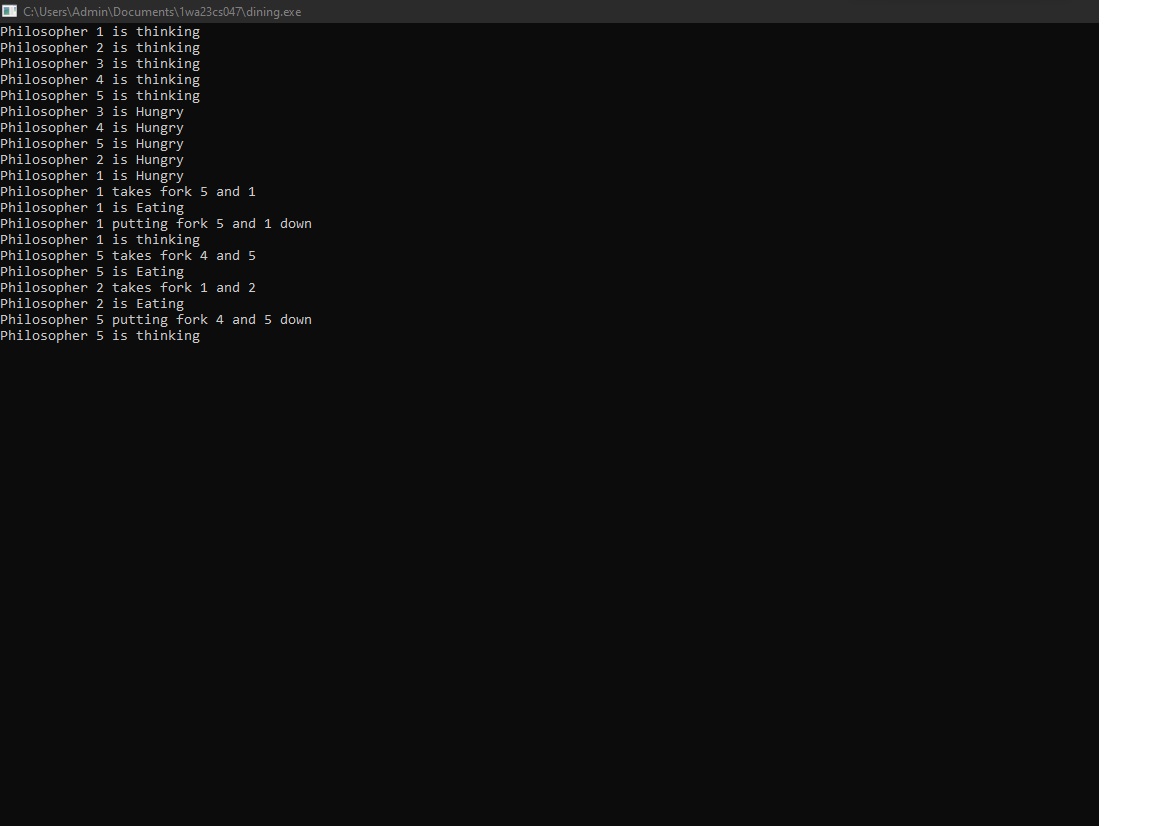 C:\Users\Admin\Documents\1wa23cs047\dining.exe
Philosopher 1 is thinking
Philosopher 2 is thinking
Philosopher 3 is thinking
Philosopher 4 is thinking
Philosopher 5 is thinking
Philosopher 3 is Hungry
Philosopher 4 is Hungry
Philosopher 5 is Hungry
Philosopher 2 is Hungry
Philosopher 1 is Hungry
Philosopher 1 takes fork 5 and 1
Philosopher 1 is Eating
Philosopher 1 putting fork 5 and 1 down
Philosopher 1 is thinking
Philosopher 5 takes fork 4 and 5
Philosopher 5 is Eating
Philosopher 2 takes fork 1 and 2
Philosopher 2 is Eating
Philosopher 5 putting fork 4 and 5 down
Philosopher 5 is thinking